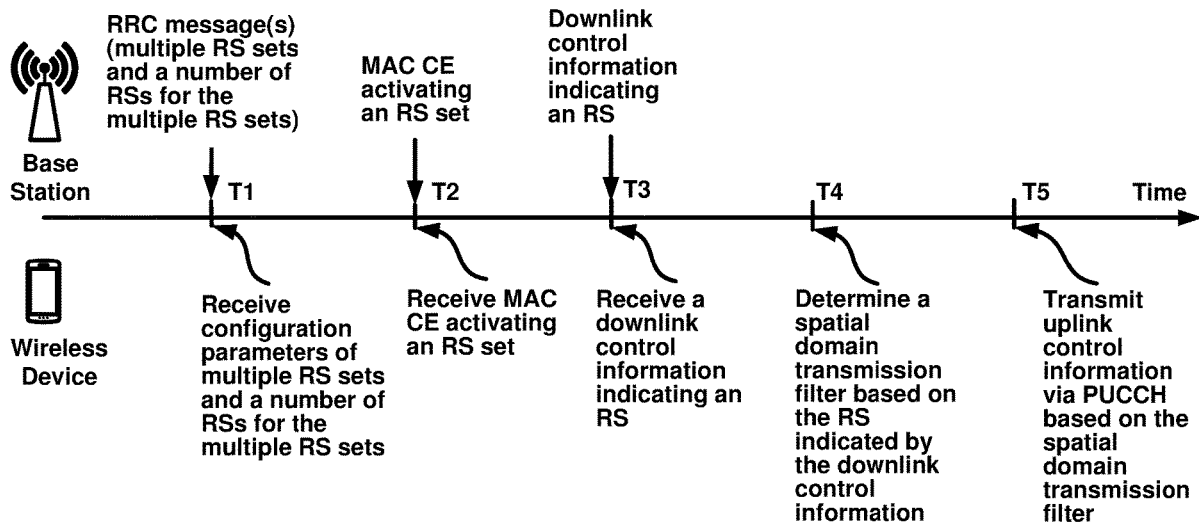 RRC message(s)
(multiple RS sets
and a number of
RSs for the
multiple RS sets)
MAC CE
activating
an RS set
Downlink
control
information
indicating
an RS
Base
Station
T1
T2
T3
T4
T5
Time
Wireless
Device
Receive
configuration
parameters of
multiple RS sets
and a number of
RSs for the
multiple RS sets
Receive MAC
CE activating
an RS set
Receive a
downlink
control
information
indicating an
RS
Determine a
spatial
domain
transmission
filter based on
the RS
indicated by
the downlink
control
information
Transmit
uplink
control
information
via PUCCH
based on the
spatial
domain
transmission
filter